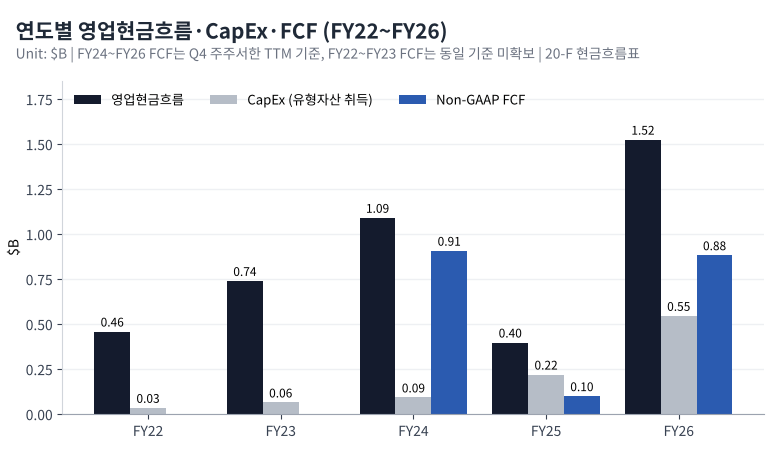 연도별 영업현금흐름·CapEx·FCF (FY22~FY26)
Unit: $B | FY24~FY26 FCF는 Q4 주주서한 TTM 기준, FY22~FY23 FCF는 동일 기준 미확보 | 20-F 현금흐름표
영업현금흐름 CapEx (유형자산 취득) Non-GAAP FCF
$B
1.75
1.50
1.25
1.00
0.75
0.50
0.25
0.00
0.46 0.03
0.74 0.06
1.09 0.09 0.91
0.40 0.22 0.10
1.52 0.55 0.88
FY22 FY23 FY24 FY25 FY26